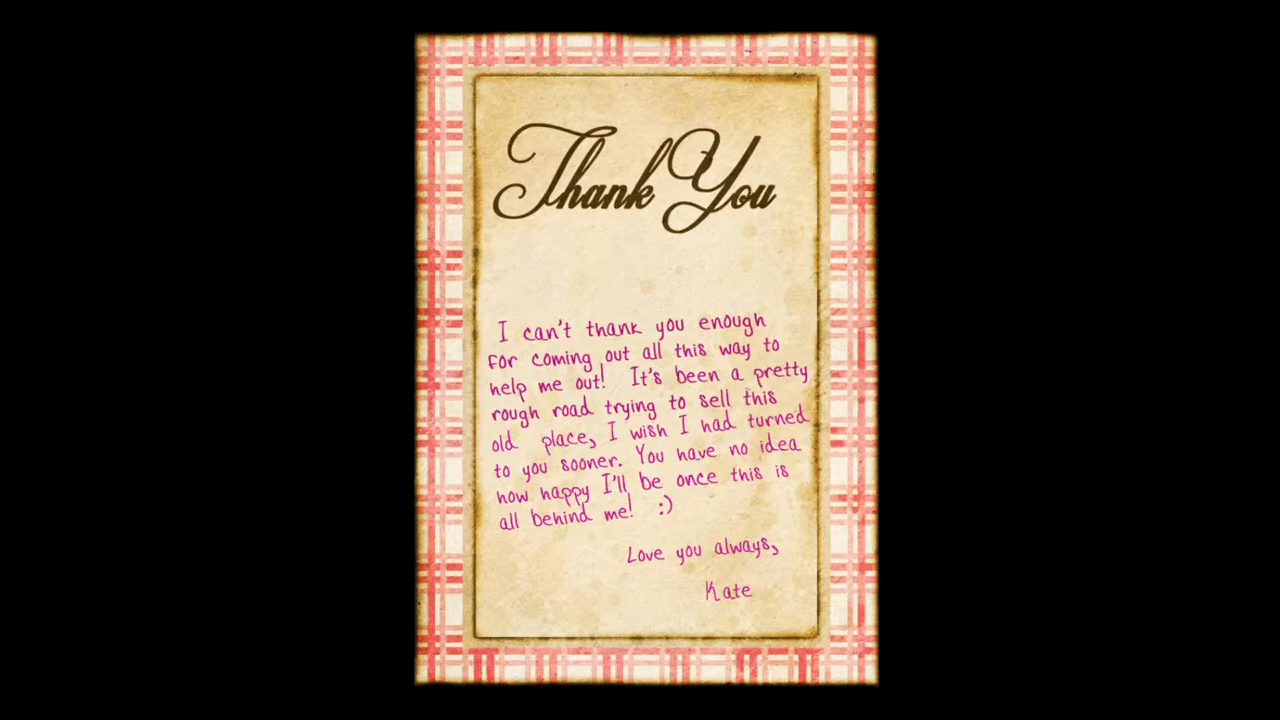 Thank You
I can't thank you enough
for coming out all this way to
help me out! It's been a pretty
rough road trying to sell this
old place, I wish I had turned
to you sooner. You have no idea
how happy I'll be once this is
all behind me! :)
Love you always,
Kate